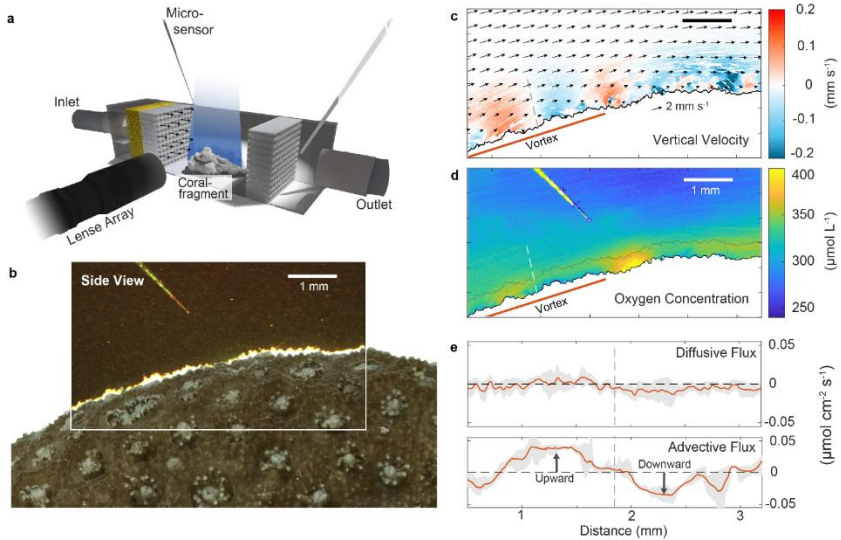 a
Micro-
sensor
Inlet
Lense Array
Coral-
fragment
Outlet
b
Side View
1 mm
c
2 mm s⁻¹
Vortex
Vertical Velocity
0.2
0.1
0
-0.1
-0.2
(mm s⁻¹)
d
1 mm
Vortex
Oxygen Concentration
400
350
300
250
(μmol L⁻¹)
e
Diffusive Flux
0.05
0
-0.05
Advective Flux
Upward
Downward
0.05
0
-0.05
(μmol cm⁻² s⁻¹)
1
2
3
Distance (mm)